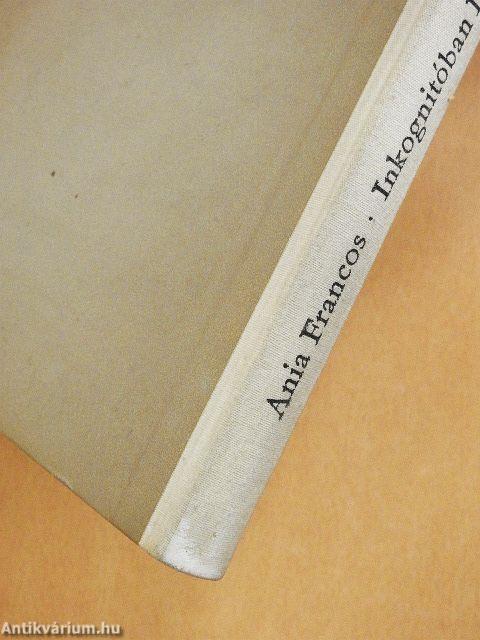 Ania Francos · Inkognitóban
Antikvárium.hu